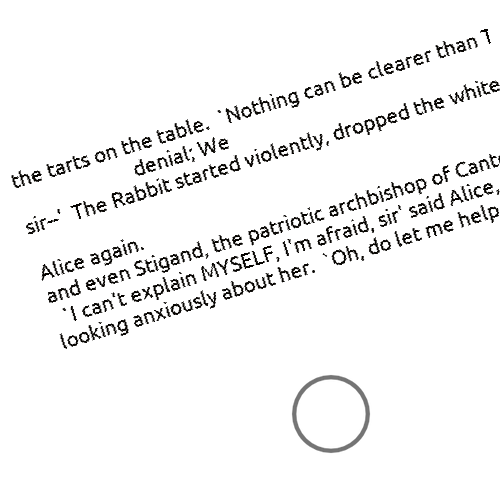 the tarts on the table.  `Nothing can be clearer than
denial; We
sir--'  The Rabbit started violently, dropped the white
Alice again.
and even Stigand, the patriotic archbishop of
`I can't explain MYSELF, I'm afraid, sir' said Alice,
looking anxiously about her.  `Oh, do let me help